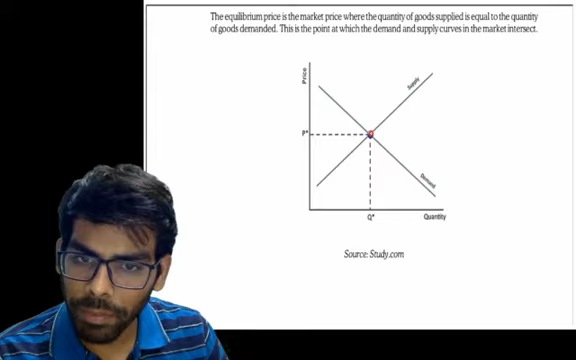 The equilibrium price is the market price where the quantity of goods supplied is equal to the quantity
of goods demanded. This is the point at which the demand and supply curves in the market intersect.
Price
Supply
P*
Demand
Q*
Quantity
Source: Study.com